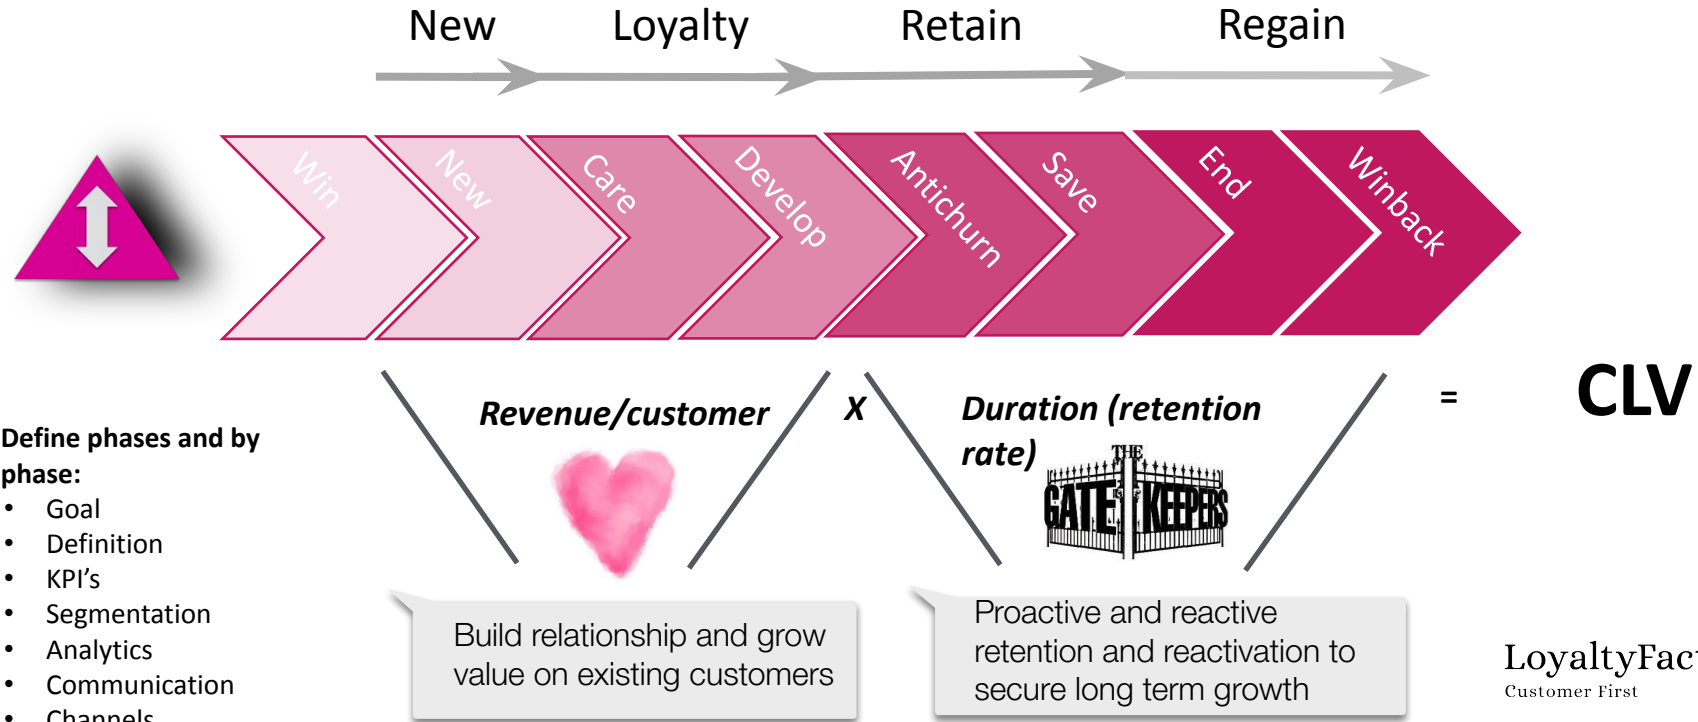 New Loyalty Retain Regain
Win New Care Develop Antichurn Save End Winback
Revenue/customer X Duration (retention
rate)
= CLV
THE
GATE KEEPERS
Define phases and by
phase:
• Goal
• Definition
• KPI's
• Segmentation
• Analytics
• Communication
• Channels
Build relationship and grow
value on existing customers
Proactive and reactive
retention and reactivation to
secure long term growth
LoyaltyFact
Customer First